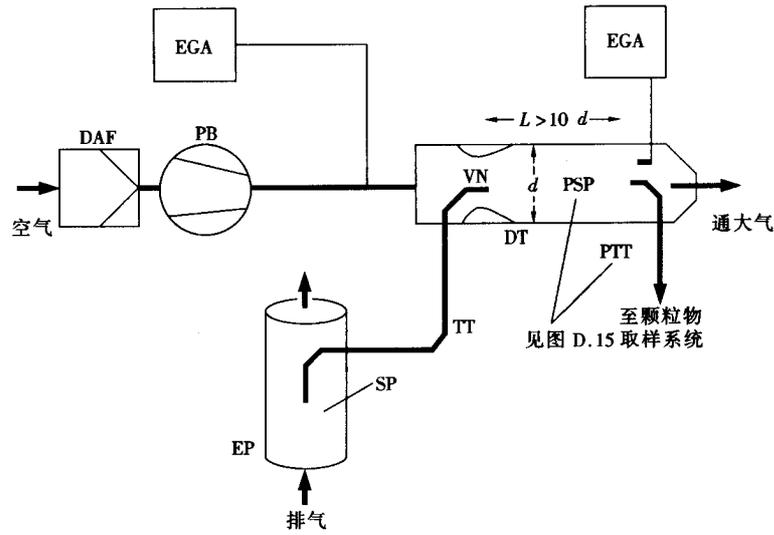 EGA
EGA
DAF
PB
L>10 d
VN
d
PSP
空气
DT
通大气
PTT
至颗粒物
见图 D.15 取样系统
TT
SP
EP
排气